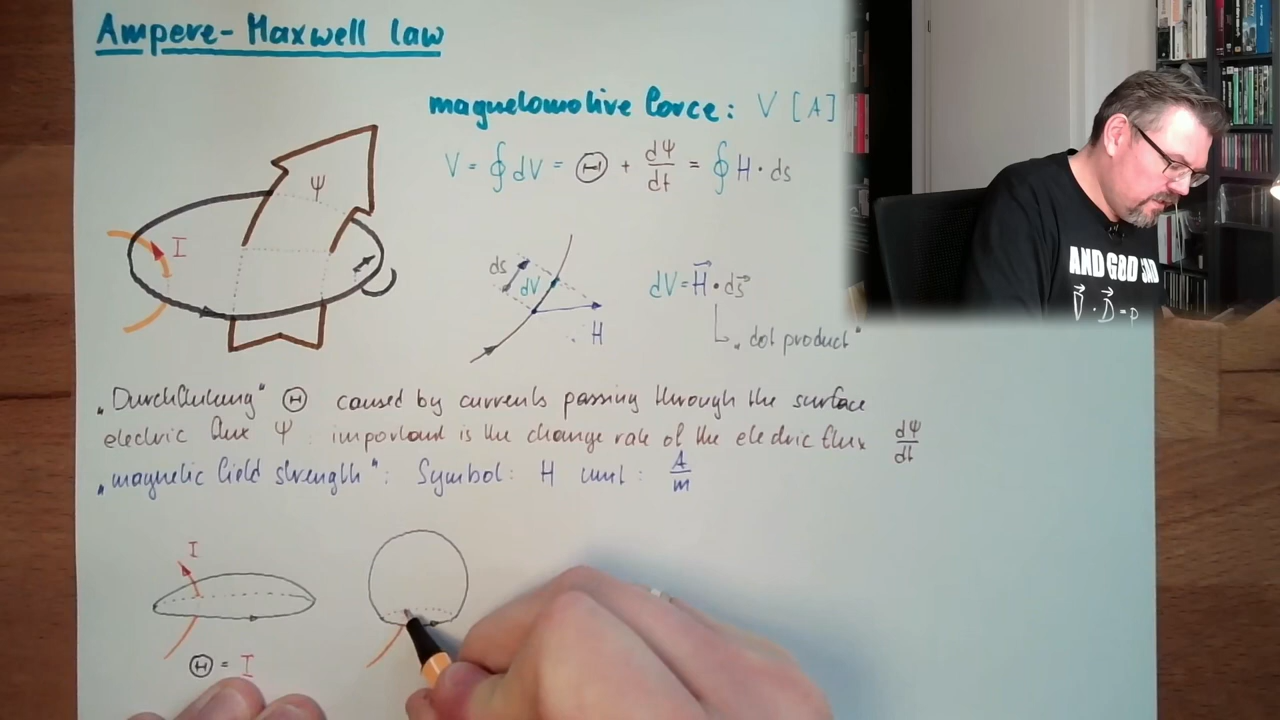 Ampere-Maxwell law
magnetomotive force: V [A]
V = ∮ dV = Θ + dΨ/dt = ∮ H · ds
Ψ
I
ds
dV
H
dV = H⃗ • ds⃗
„dot product"
AND GOD SAID
∇⃗ · D⃗ = ρ
„Durchflutung" Θ caused by currents passing through the surface
electric flux Ψ : important is the change rate of the electric flux dΨ/dt
„magnetic field strength": Symbol: H unit: A/m
I
Θ = I